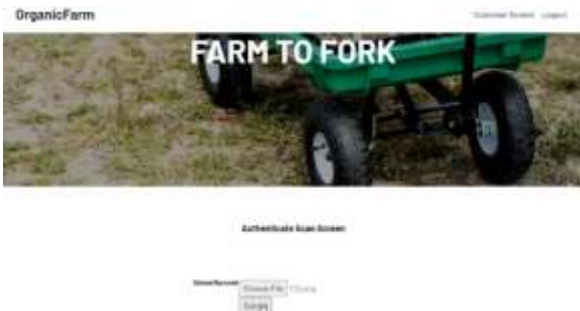 OrganicFarm
Customer Screen Logout
FARM TO FORK
Authenticate Scan Screen
Choose File